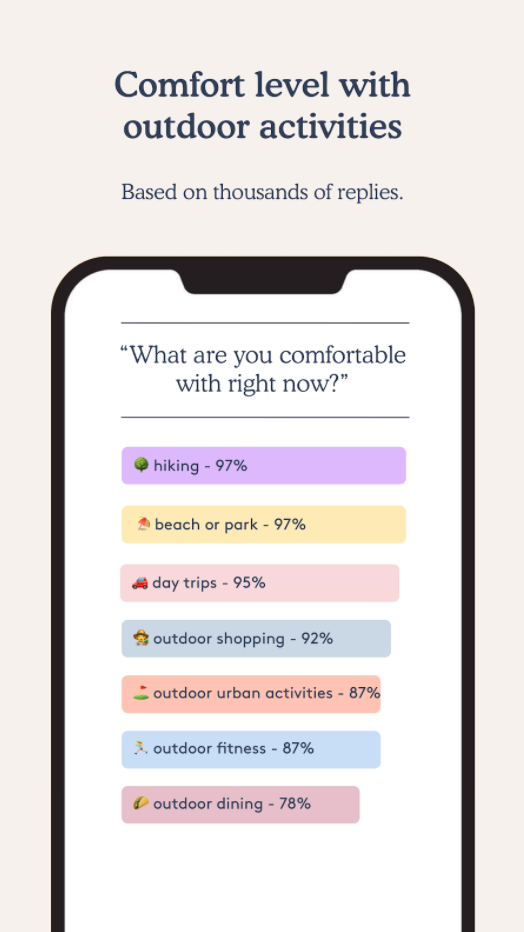 Comfort level with
outdoor activities
Based on thousands of replies.
“What are you comfortable
with right now?”
hiking - 97%
beach or park - 97%
day trips - 95%
outdoor shopping - 92%
outdoor urban activities - 87%
outdoor fitness - 87%
outdoor dining - 78%